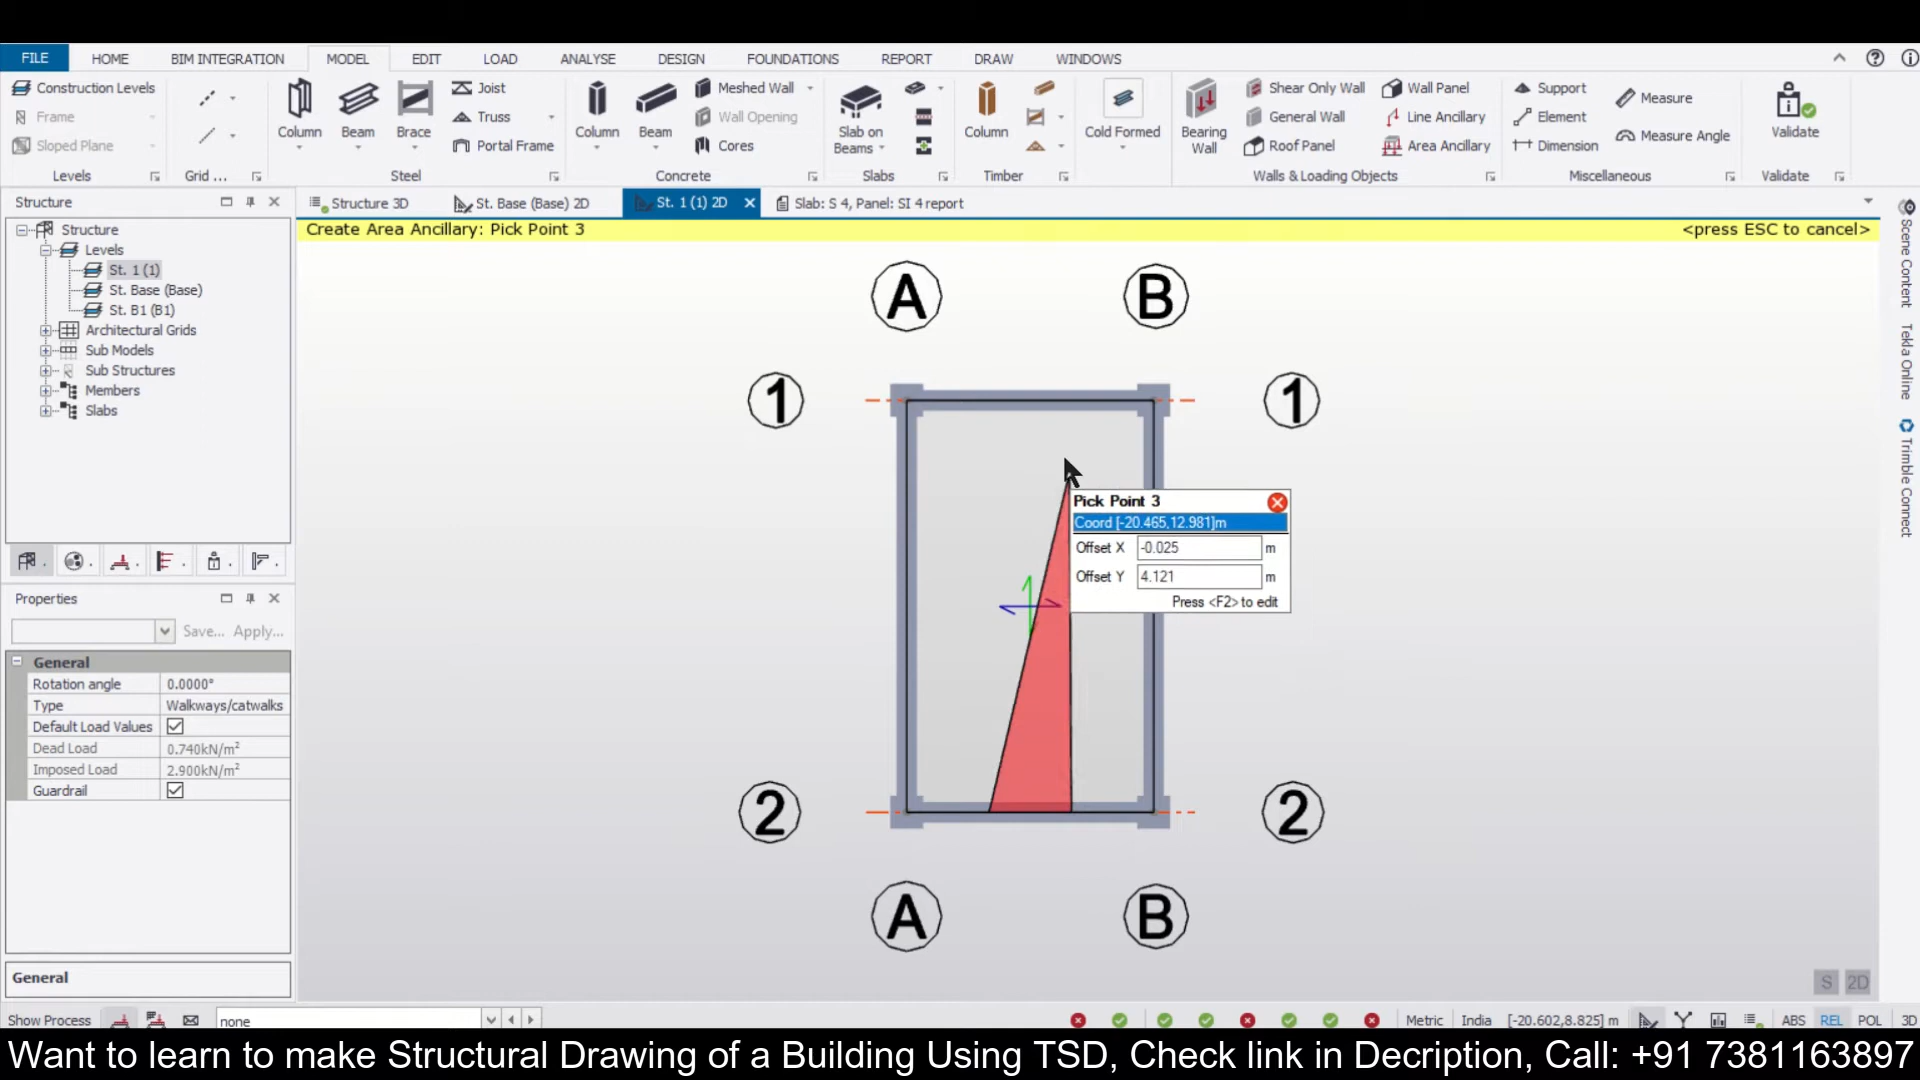 FILE HOME BIM INTEGRATION MODEL EDIT LOAD ANALYSE DESIGN FOUNDATIONS REPORT DRAW WINDOWS
Construction Levels
Frame
Sloped Plane
Levels
Grid ...
Column
Beam
Brace
Joist
Truss
Portal Frame
Steel
Column
Beam
Meshed Wall
Wall Opening
Cores
Concrete
Slab on
Beams
Slabs
Column
Timber
Cold Formed
Bearing
Wall
Shear Only Wall
General Wall
Roof Panel
Wall Panel
Line Ancillary
Area Ancillary
Walls & Loading Objects
Support
Element
Dimension
Measure
Measure Angle
Miscellaneous
Validate
Validate
Structure
Structure 3D
St. Base (Base) 2D
St. 1 (1) 2D
Slab: S 4, Panel: SI 4 report
Create Area Ancillary: Pick Point 3
<press ESC to cancel>
Structure
Levels
St. 1 (1)
St. Base (Base)
St. B1 (B1)
Architectural Grids
Sub Models
Sub Structures
Members
Slabs
Properties
Save... Apply...
General
Rotation angle 0.0000°
Type Walkways/catwalks
Default Load Values
Dead Load 0.740kN/m²
Imposed Load 2.900kN/m²
Guardrail
General
A B
1 1
Pick Point 3
Coord [-20.465,12.981]m
Offset X -0.025 m
Offset Y 4.121 m
Press <F2> to edit
2 2
A B
S 2D
Scene Content
Tekla Online
Trimble Connect
Show Process none Metric India [-20.602,8.825] m ABS REL POL 3D
Want to learn to make Structural Drawing of a Building Using TSD, Check link in Decription, Call: +91 7381163897